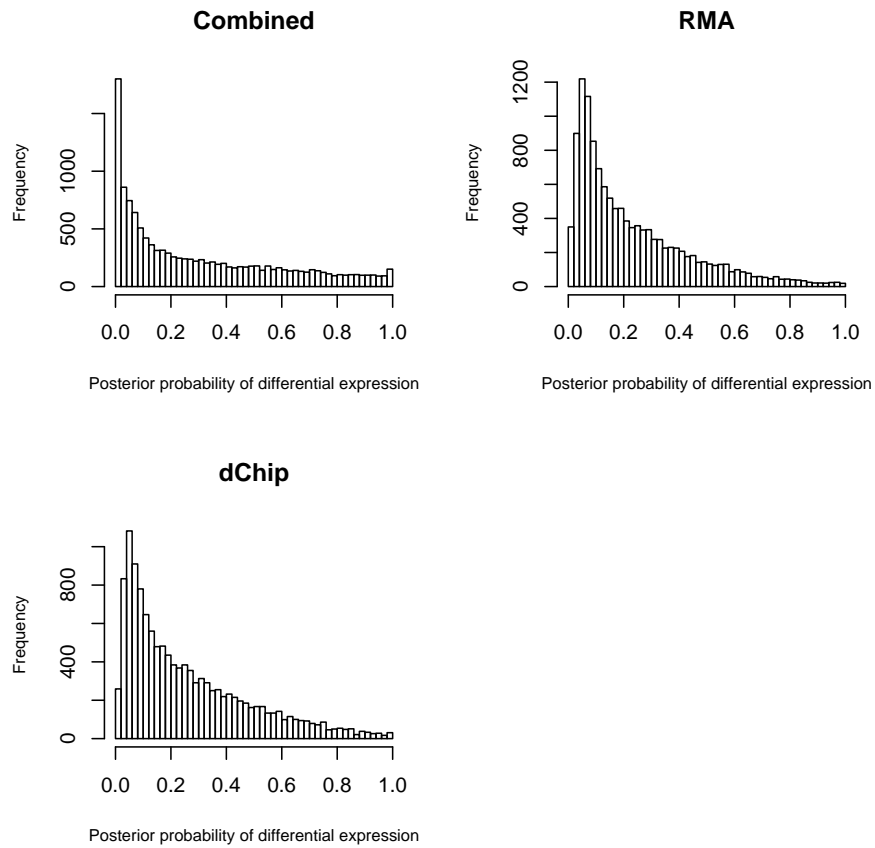 Combined
Frequency
0
500
1000
0.0 0.2 0.4 0.6 0.8 1.0
Posterior probability of differential expression
RMA
Frequency
0
400
800
1200
0.0 0.2 0.4 0.6 0.8 1.0
Posterior probability of differential expression
dChip
Frequency
0
400
800
0.0 0.2 0.4 0.6 0.8 1.0
Posterior probability of differential expression